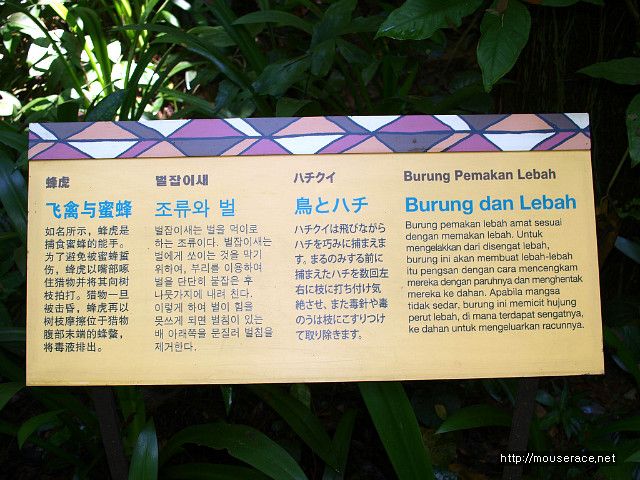 蜂虎
飞禽与蜜蜂
如名所示，蜂虎是
捕食蜜蜂的能手。
为了避免被蜜蜂蜇
伤，蜂虎以嘴部啄
住猎物并将其向树
枝拍打。猎物一旦
被击昏，蜂虎再以
树枝摩擦位于猎物
腹部末端的蜂螯，
将毒液排出。
벌잡이새
조류와 벌
벌잡이새는 벌을 먹이로
하는 조류이다. 벌잡이새는
벌에게 쏘이는 것을 막기
위하여, 부리를 이용하여
벌을 단단히 붙잡은 후
나뭇가지에 내려 친다.
이렇게 하여 벌이 힘을
못쓰게 되면 벌침이 있는
배 아래쪽을 문질러 벌침을
제거한다.
ハチクイ
鳥とハチ
ハチクイは飛びながら
ハチを巧みに捕まえま
す。まるのみする前に
捕まえたハチを数回左
右に枝に打ち付け気
絶させ、また毒針や毒
のうは枝にこすりつけ
て取り除きます。
Burung Pemakan Lebah
Burung dan Lebah
Burung pemakan lebah amat sesuai
dengan memakan lebah. Untuk
mengelakkan dari disengat lebah,
burung ini akan membuat lebah-lebah
itu pengsan dengan cara mencengkam
mereka dengan paruhnya dan menghentak
mereka ke dahan. Apabila mangsa
tidak sedar, burung ini memicit hujung
perut lebah, di mana terdapat sengatnya,
ke dahan untuk mengeluarkan racunnya.
http://mouserace.net